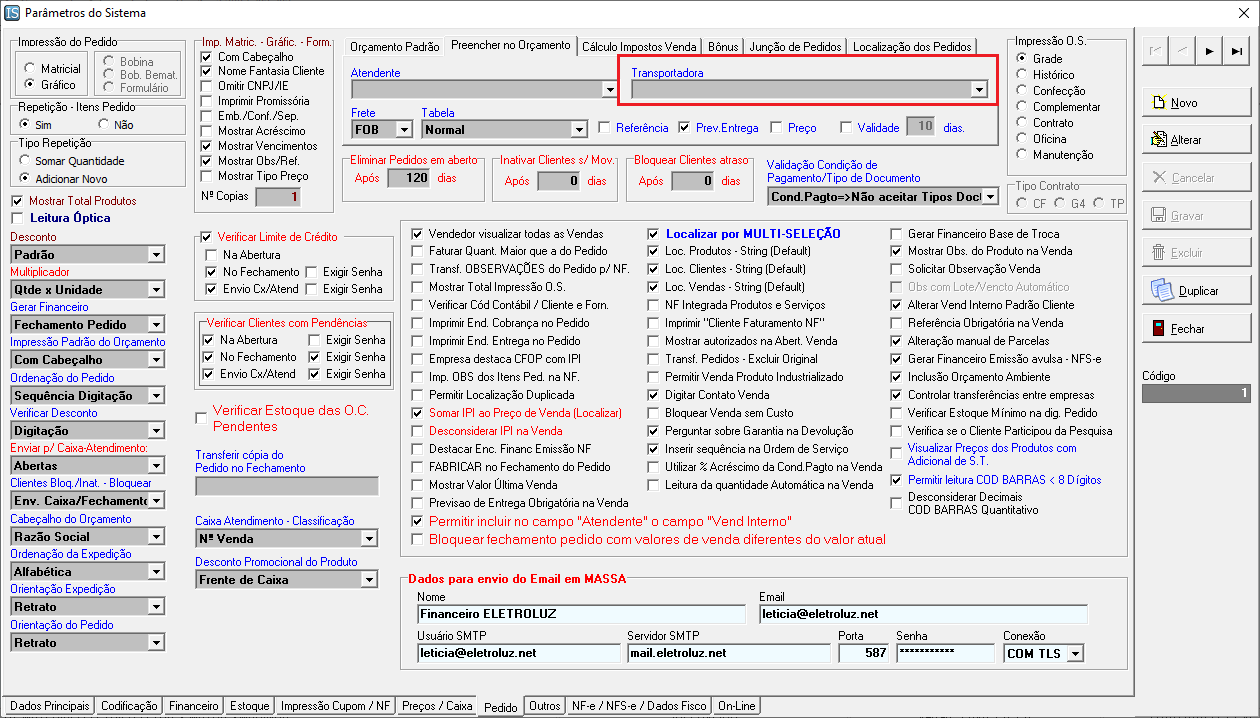 IS Parâmetros do Sistema
Impressão do Pedido
Matricial
Gráfico
Bobina
Bob. Bemat.
Formulário
Repetição - Itens Pedido
Sim Não
Tipo Repetição
Somar Quantidade
Adicionar Novo
Mostrar Total Produtos
Leitura Óptica
Desconto
Padrão
Multiplicador
Qtde x Unidade
Gerar Financeiro
Fechamento Pedido
Impressão Padrão do Orçamento
Com Cabeçalho
Ordenação do Pedido
Sequência Digitação
Verificar Desconto
Digitação
Enviar p/ Caixa-Atendimento:
Abertas
Clientes Bloq./Inat. - Bloquear
Env. Caixa/Fechamento
Cabeçalho do Orçamento
Razão Social
Ordenação da Expedição
Alfabética
Orientação Expedição
Retrato
Orientação do Pedido
Retrato
Imp. Matric. - Gráfic. - Form.
Com Cabeçalho
Nome Fantasia Cliente
Omitir CNPJ/IE
Imprimir Promissória
Emb./Conf./Sep.
Mostrar Acréscimo
Mostrar Vencimentos
Mostrar Obs/Ref.
Mostrar Tipo Preço
Nº Copias 1
Verificar Limite de Crédito
Na Abertura
No Fechamento Exigir Senha
Envio Cx/Atend Exigir Senha
Verificar Clientes com Pendências
Na Abertura Exigir Senha
No Fechamento Exigir Senha
Envio Cx/Atend Exigir Senha
Verificar Estoque das O.C.
Pendentes
Transferir cópia do
Pedido no Fechamento
Caixa Atendimento - Classificação
Nº Venda
Desconto Promocional do Produto
Frente de Caixa
Orçamento Padrão Preencher no Orçamento Cálculo Impostos Venda Bônus Junção de Pedidos Localização dos Pedidos
Atendente
Transportadora
Frete Tabela
FOB Normal Referência Prev.Entrega Preço Validade 10 dias.
Eliminar Pedidos em aberto
Após 120 dias
Inativar Clientes s/ Mov.
Após 0 dias
Bloquear Clientes atraso
Após 0 dias
Validação Condição de
Pagamento/Tipo de Documento
Cond.Pagto=>Não aceitar Tipos Doc
Impressão O.S.
Grade
Histórico
Confecção
Complementar
Contrato
Oficina
Manutenção
Tipo Contrato
CF G4 TP
Vendedor visualizar todas as Vendas
Faturar Quant. Maior que a do Pedido
Transf. OBSERVAÇÕES do Pedido p/ NF.
Mostrar Total Impressão O.S.
Verificar Cód Contábil / Cliente e Forn.
Imprimir End. Cobrança no Pedido
Imprimir End. Entrega no Pedido
Empresa destaca CFOP com IPI
Imp. OBS dos Itens Ped. na NF.
Permitir Localização Duplicada
Somar IPI ao Preço de Venda (Localizar)
Desconsiderar IPI na Venda
Destacar Enc. Financ Emissão NF
FABRICAR no Fechamento do Pedido
Mostrar Valor Última Venda
Previsao de Entrega Obrigatória na Venda
Permitir incluir no campo "Atendente" o campo "Vend Interno"
Bloquear fechamento pedido com valores de venda diferentes do valor atual
Localizar por MULTI-SELEÇÃO
Loc. Produtos - String (Default)
Loc. Clientes - String (Default)
Loc. Vendas - String (Default)
NF Integrada Produtos e Serviços
Imprimir "Cliente Faturamento NF"
Mostrar autorizados na Abert. Venda
Transf. Pedidos - Excluir Original
Permitir Venda Produto Industrializado
Digitar Contato Venda
Bloquear Venda sem Custo
Perguntar sobre Garantia na Devolução
Inserir sequência na Ordem de Serviço
Utilizar % Acréscimo da Cond.Pagto na Venda
Leitura da quantidade Automática na Venda
Gerar Financeiro Base de Troca
Mostrar Obs. do Produto na Venda
Solicitar Observação Venda
Obs com Lote/Vencto Automático
Alterar Vend Interno Padrão Cliente
Referência Obrigatória na Venda
Alteração manual de Parcelas
Gerar Financeiro Emissão avulsa - NFS-e
Inclusão Orçamento Ambiente
Controlar transferências entre empresas
Verificar Estoque Mínimo na dig. Pedido
Verifica se o Cliente Participou da Pesquisa
Visualizar Preços dos Produtos com
Adicional de S.T.
Permitir leitura COD BARRAS < 8 Dígitos
Desconsiderar Decimais
COD BARRAS Quantitativo
Dados para envio do Email em MASSA
Nome Email
Financeiro ELETROLUZ leticia@eletroluz.net
Usuário SMTP Servidor SMTP Porta Senha Conexão
leticia@eletroluz.net mail.eletroluz.net 587 *********** COM TLS
Novo
Alterar
Cancelar
Gravar
Excluir
Duplicar
Fechar
Código
1
Dados Principais Codificação Financeiro Estoque Impressão Cupom / NF Preços / Caixa Pedido Outros NF-e / NFS-e / Dados Fisco On-Line